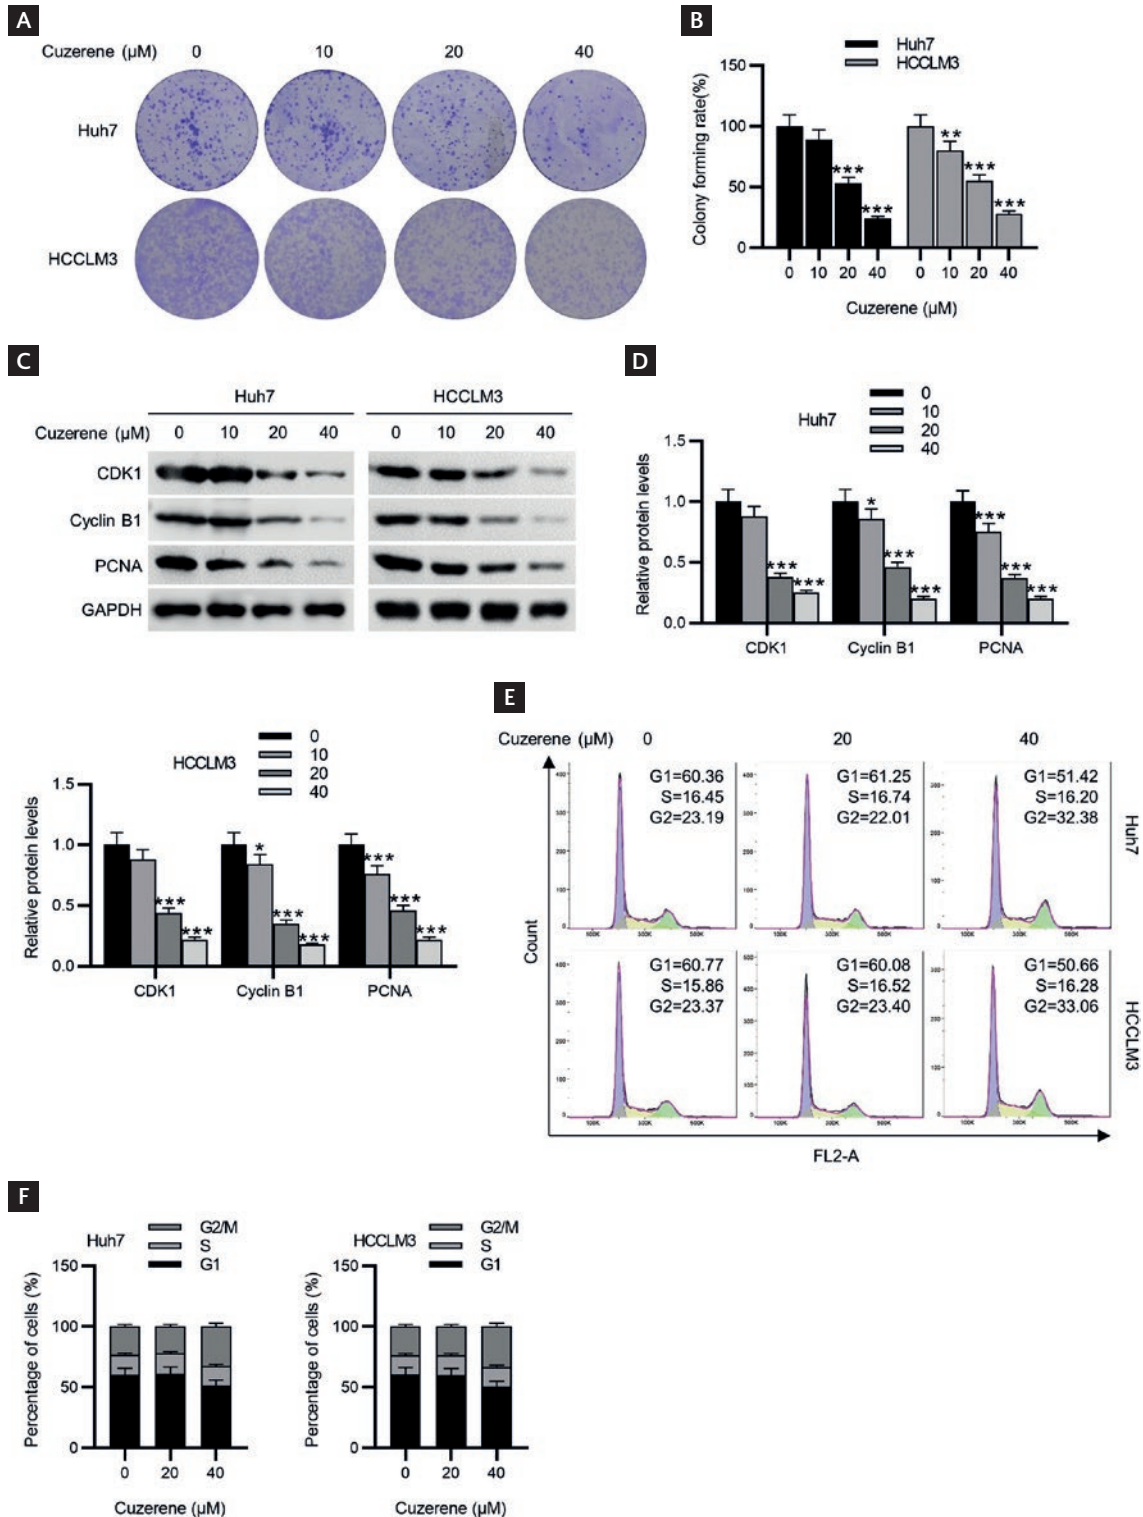 A
Cuzerene (μM) 0 10 20 40
Huh7
HCCLM3
B
Huh7
HCCLM3
Colony forming rate(%)
150
100
50
0
** *** ***
*** ***
0 10 20 40 0 10 20 40
Cuzerene (μM)
C
Huh7 HCCLM3
Cuzerene (μM) 0 10 20 40 0 10 20 40
CDK1
Cyclin B1
PCNA
GAPDH
D
Huh7
0
10
20
40
Relative protein levels
1.5
1.0
0.5
0.0
*** *** * *** *** *** *** ***
CDK1 Cyclin B1 PCNA
HCCLM3
0
10
20
40
Relative protein levels
1.5
1.0
0.5
0.0
*** *** * *** *** *** *** ***
CDK1 Cyclin B1 PCNA
E
Cuzerene (μM) 0 20 40
G1=60.36
S=16.45
G2=23.19
G1=61.25
S=16.74
G2=22.01
G1=51.42
S=16.20
G2=32.38
Huh7
G1=60.77
S=15.86
G2=23.37
G1=60.08
S=16.52
G2=23.40
G1=50.66
S=16.28
G2=33.06
HCCLM3
Count
FL2-A
F
Huh7
G2/M
S
G1
Percentage of cells (%)
150
100
50
0
0 20 40
Cuzerene (μM)
HCCLM3
G2/M
S
G1
Percentage of cells (%)
150
100
50
0
0 20 40
Cuzerene (μM)